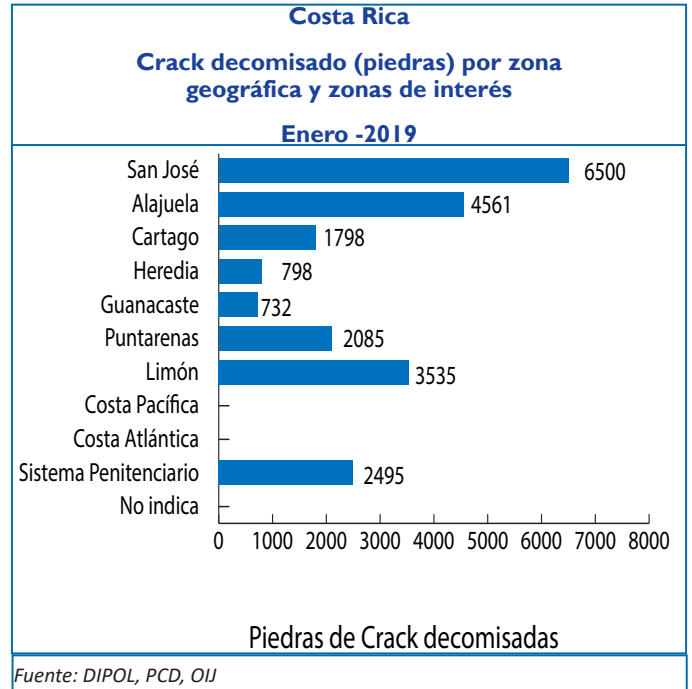 Costa Rica
Crack decomisado (piedras) por zona
geográfica y zonas de interés
Enero -2019
San José 6500
Alajuela 4561
Cartago 1798
Heredia 798
Guanacaste 732
Puntarenas 2085
Limón 3535
Costa Pacífica
Costa Atlántica
Sistema Penitenciario 2495
No indica
0 1000 2000 3000 4000 5000 6000 7000 8000
Piedras de Crack decomisadas
Fuente: DIPOL, PCD, OIJ